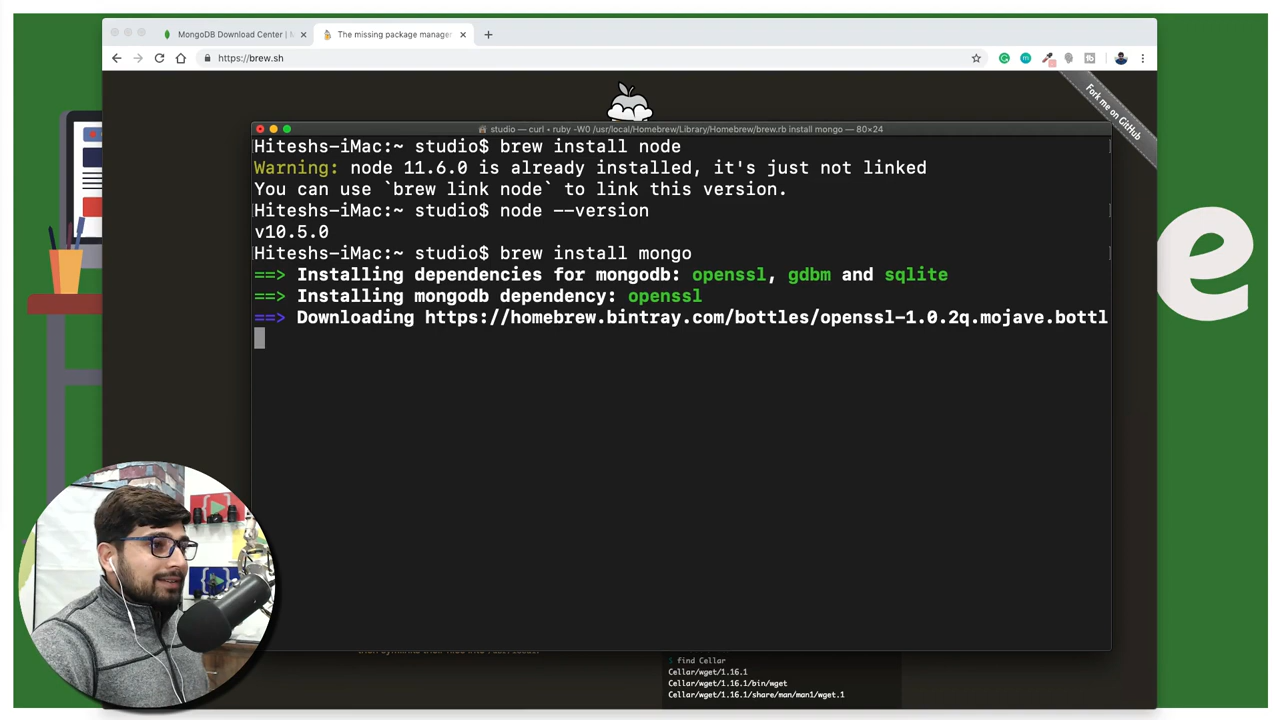 MongoDB Download Center | M
The missing package manage
https://brew.sh
Fork me on GitHub
studio — curl • ruby -W0 /usr/local/Homebrew/Library/Homebrew/brew.rb install mongo — 80×24
Hiteshs-iMac:~ studio$ brew install node
Warning: node 11.6.0 is already installed, it's just not linked
You can use `brew link node` to link this version.
Hiteshs-iMac:~ studio$ node --version
v10.5.0
Hiteshs-iMac:~ studio$ brew install mongo
==> Installing dependencies for mongodb: openssl, gdbm and sqlite
==> Installing mongodb dependency: openssl
==> Downloading https://homebrew.bintray.com/bottles/openssl-1.0.2q.mojave.bottl
e
$ find Cellar
Cellar/wget/1.16.1
Cellar/wget/1.16.1/bin/wget
Cellar/wget/1.16.1/share/man/man1/wget.1